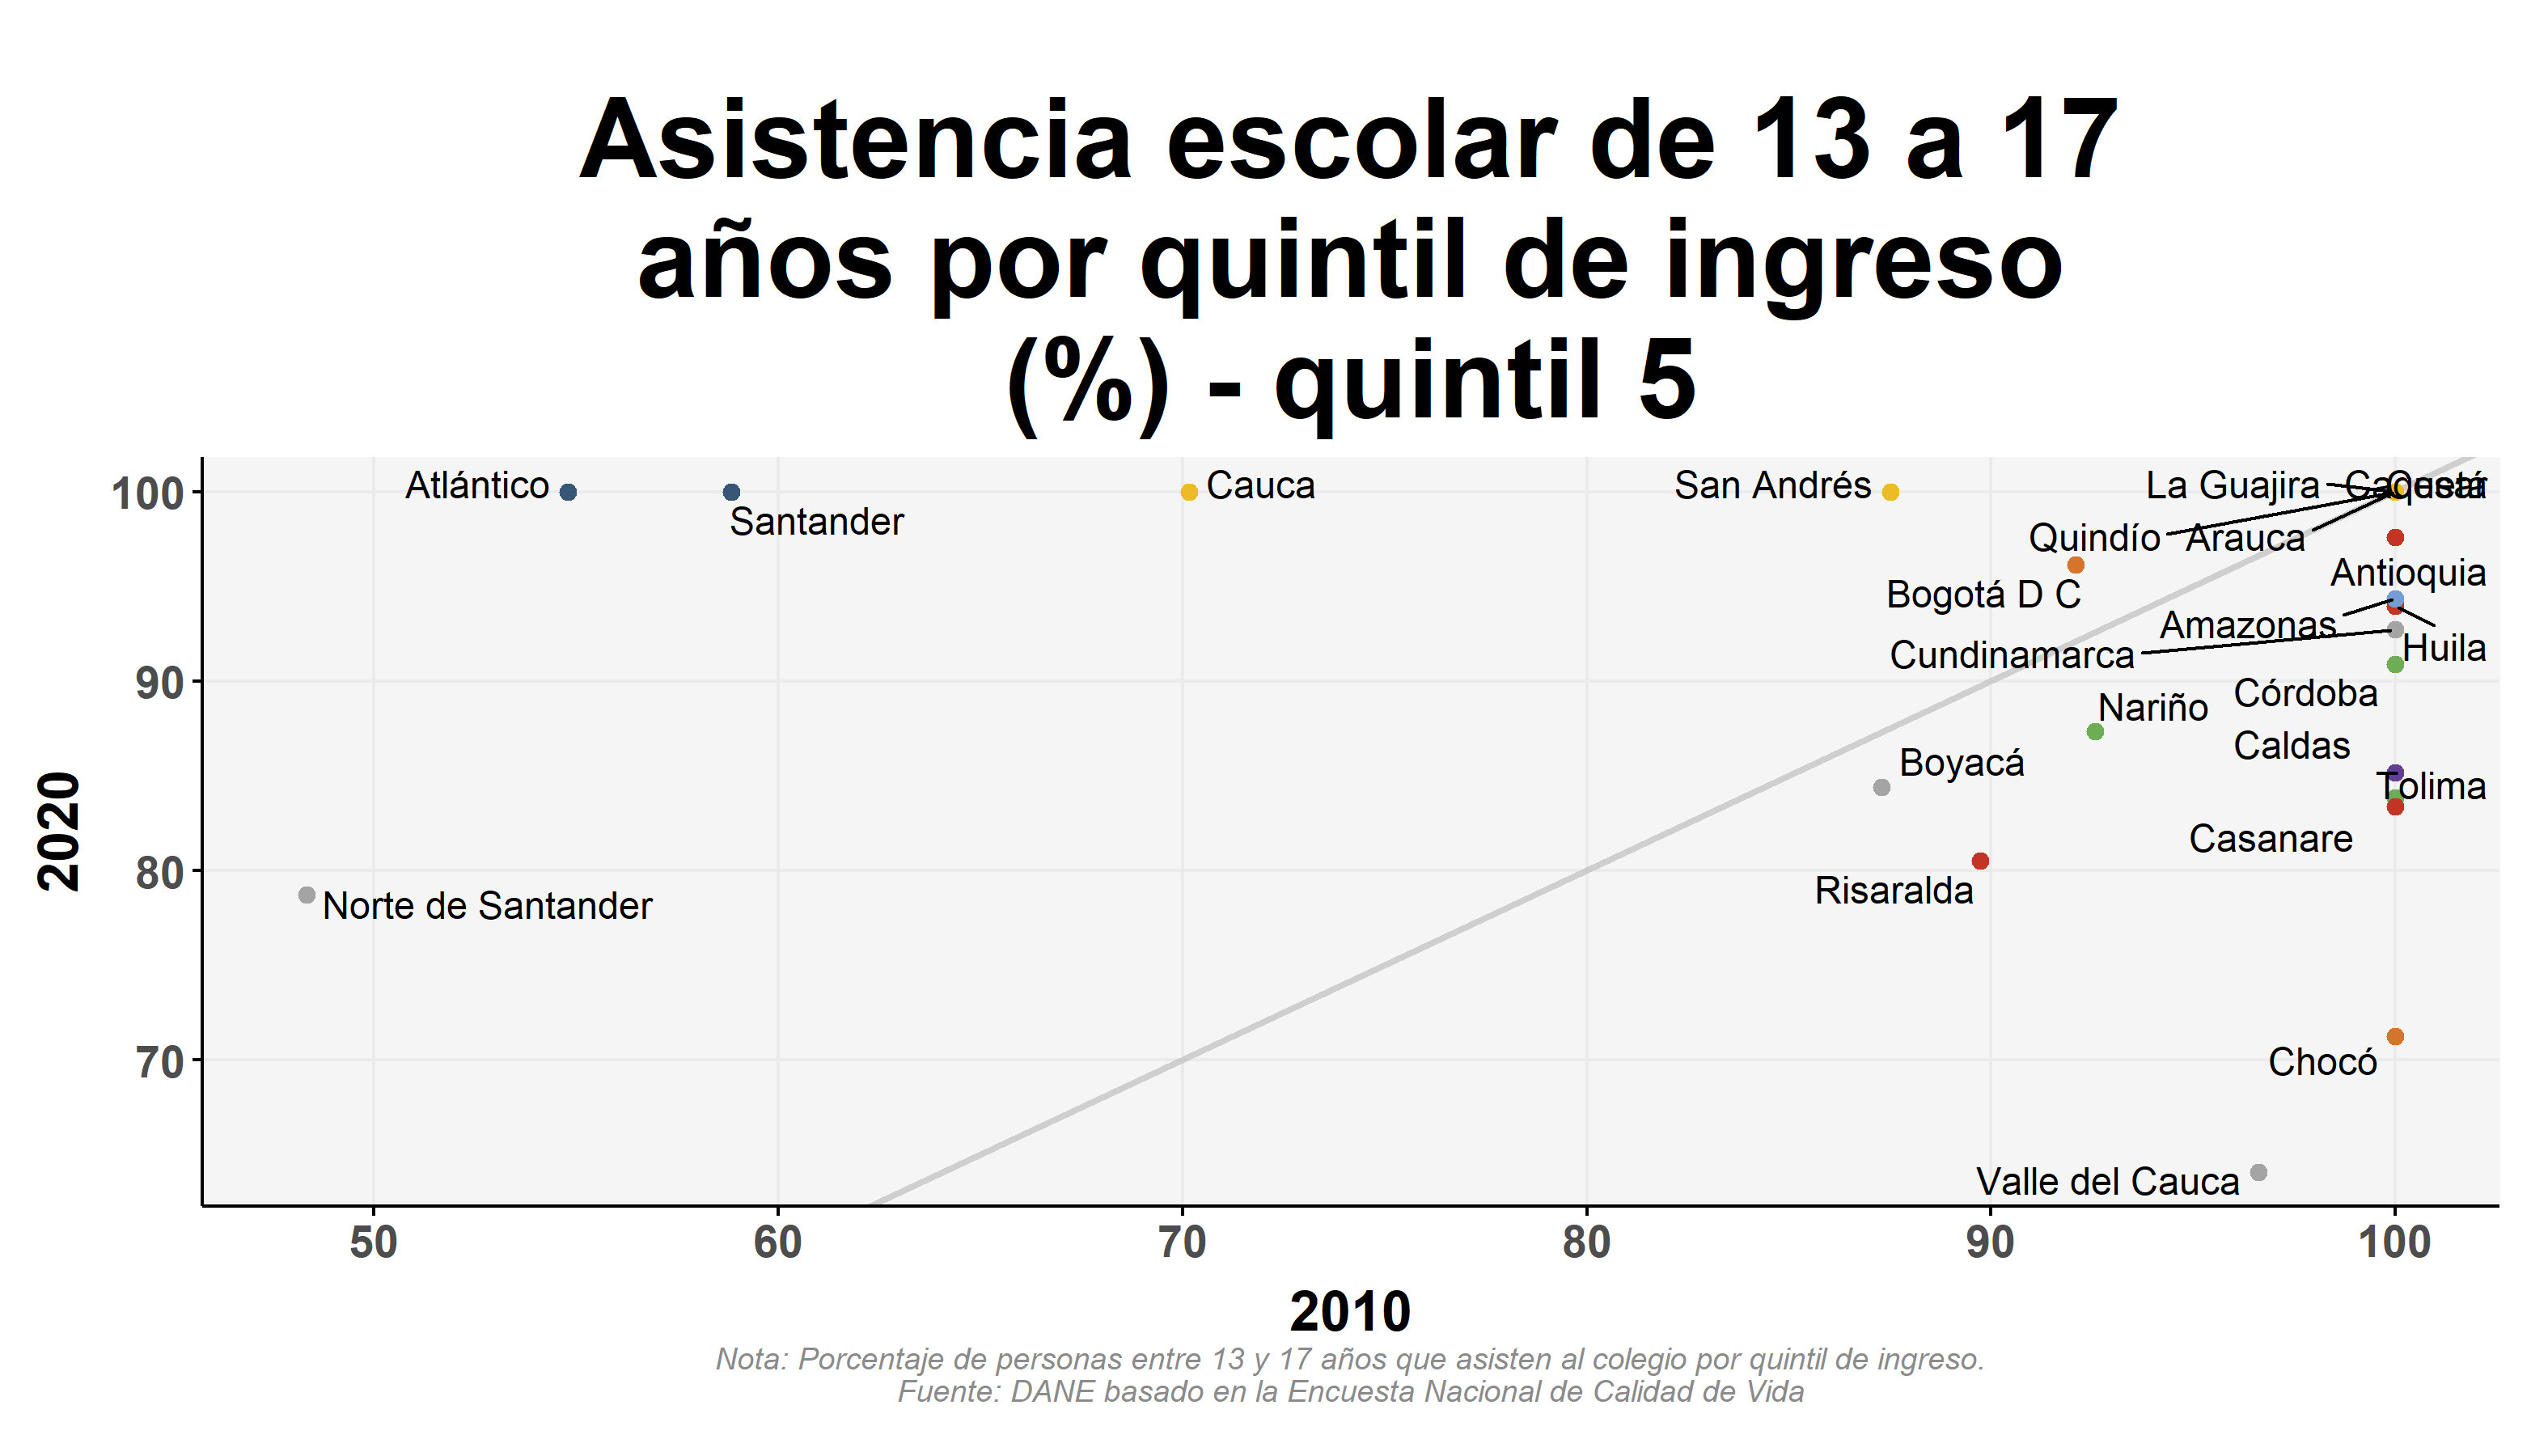 Asistencia escolar de 13 a 17
años por quintil de ingreso
(%) - quintil 5
100
90
80
70
2020
Atlántico
Santander
Cauca
San Andrés
La Guajira
Caquetá
Quindío
Arauca
Antioquia
Bogotá D C
Amazonas
Huila
Cundinamarca
Córdoba
Nariño
Caldas
Boyacá
Tolima
Casanare
Risaralda
Norte de Santander
Chocó
Valle del Cauca
50
60
70
80
90
100
2010
Nota: Porcentaje de personas entre 13 y 17 años que asisten al colegio por quintil de ingreso.
Fuente: DANE basado en la Encuesta Nacional de Calidad de Vida